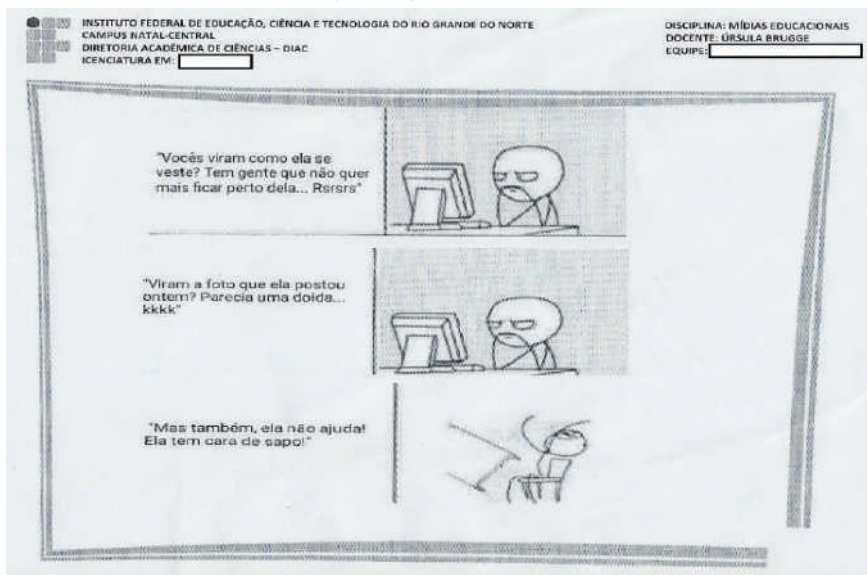 INSTITUTO FEDERAL DE EDUCAÇÃO, CIÊNCIA E TECNOLOGIA DO RIO GRANDE DO NORTE
CAMPUS NATAL-CENTRAL
DIRETORIA ACADÊMICA DE CIÊNCIAS – DIAC
ICENCIATURA EM:
DISCIPLINA: MÍDIAS EDUCACIONAIS
DOCENTE: ÚRSULA BRUGGE
EQUIPE:
"Vocês viram como ela se
veste? Tem gente que não quer
mais ficar perto dela... Rsrsrs"
"Viram a foto que ela postou
ontem? Parecia uma doida...
kkkk"
"Mas também, ela não ajuda!
Ela tem cara de sapo!"